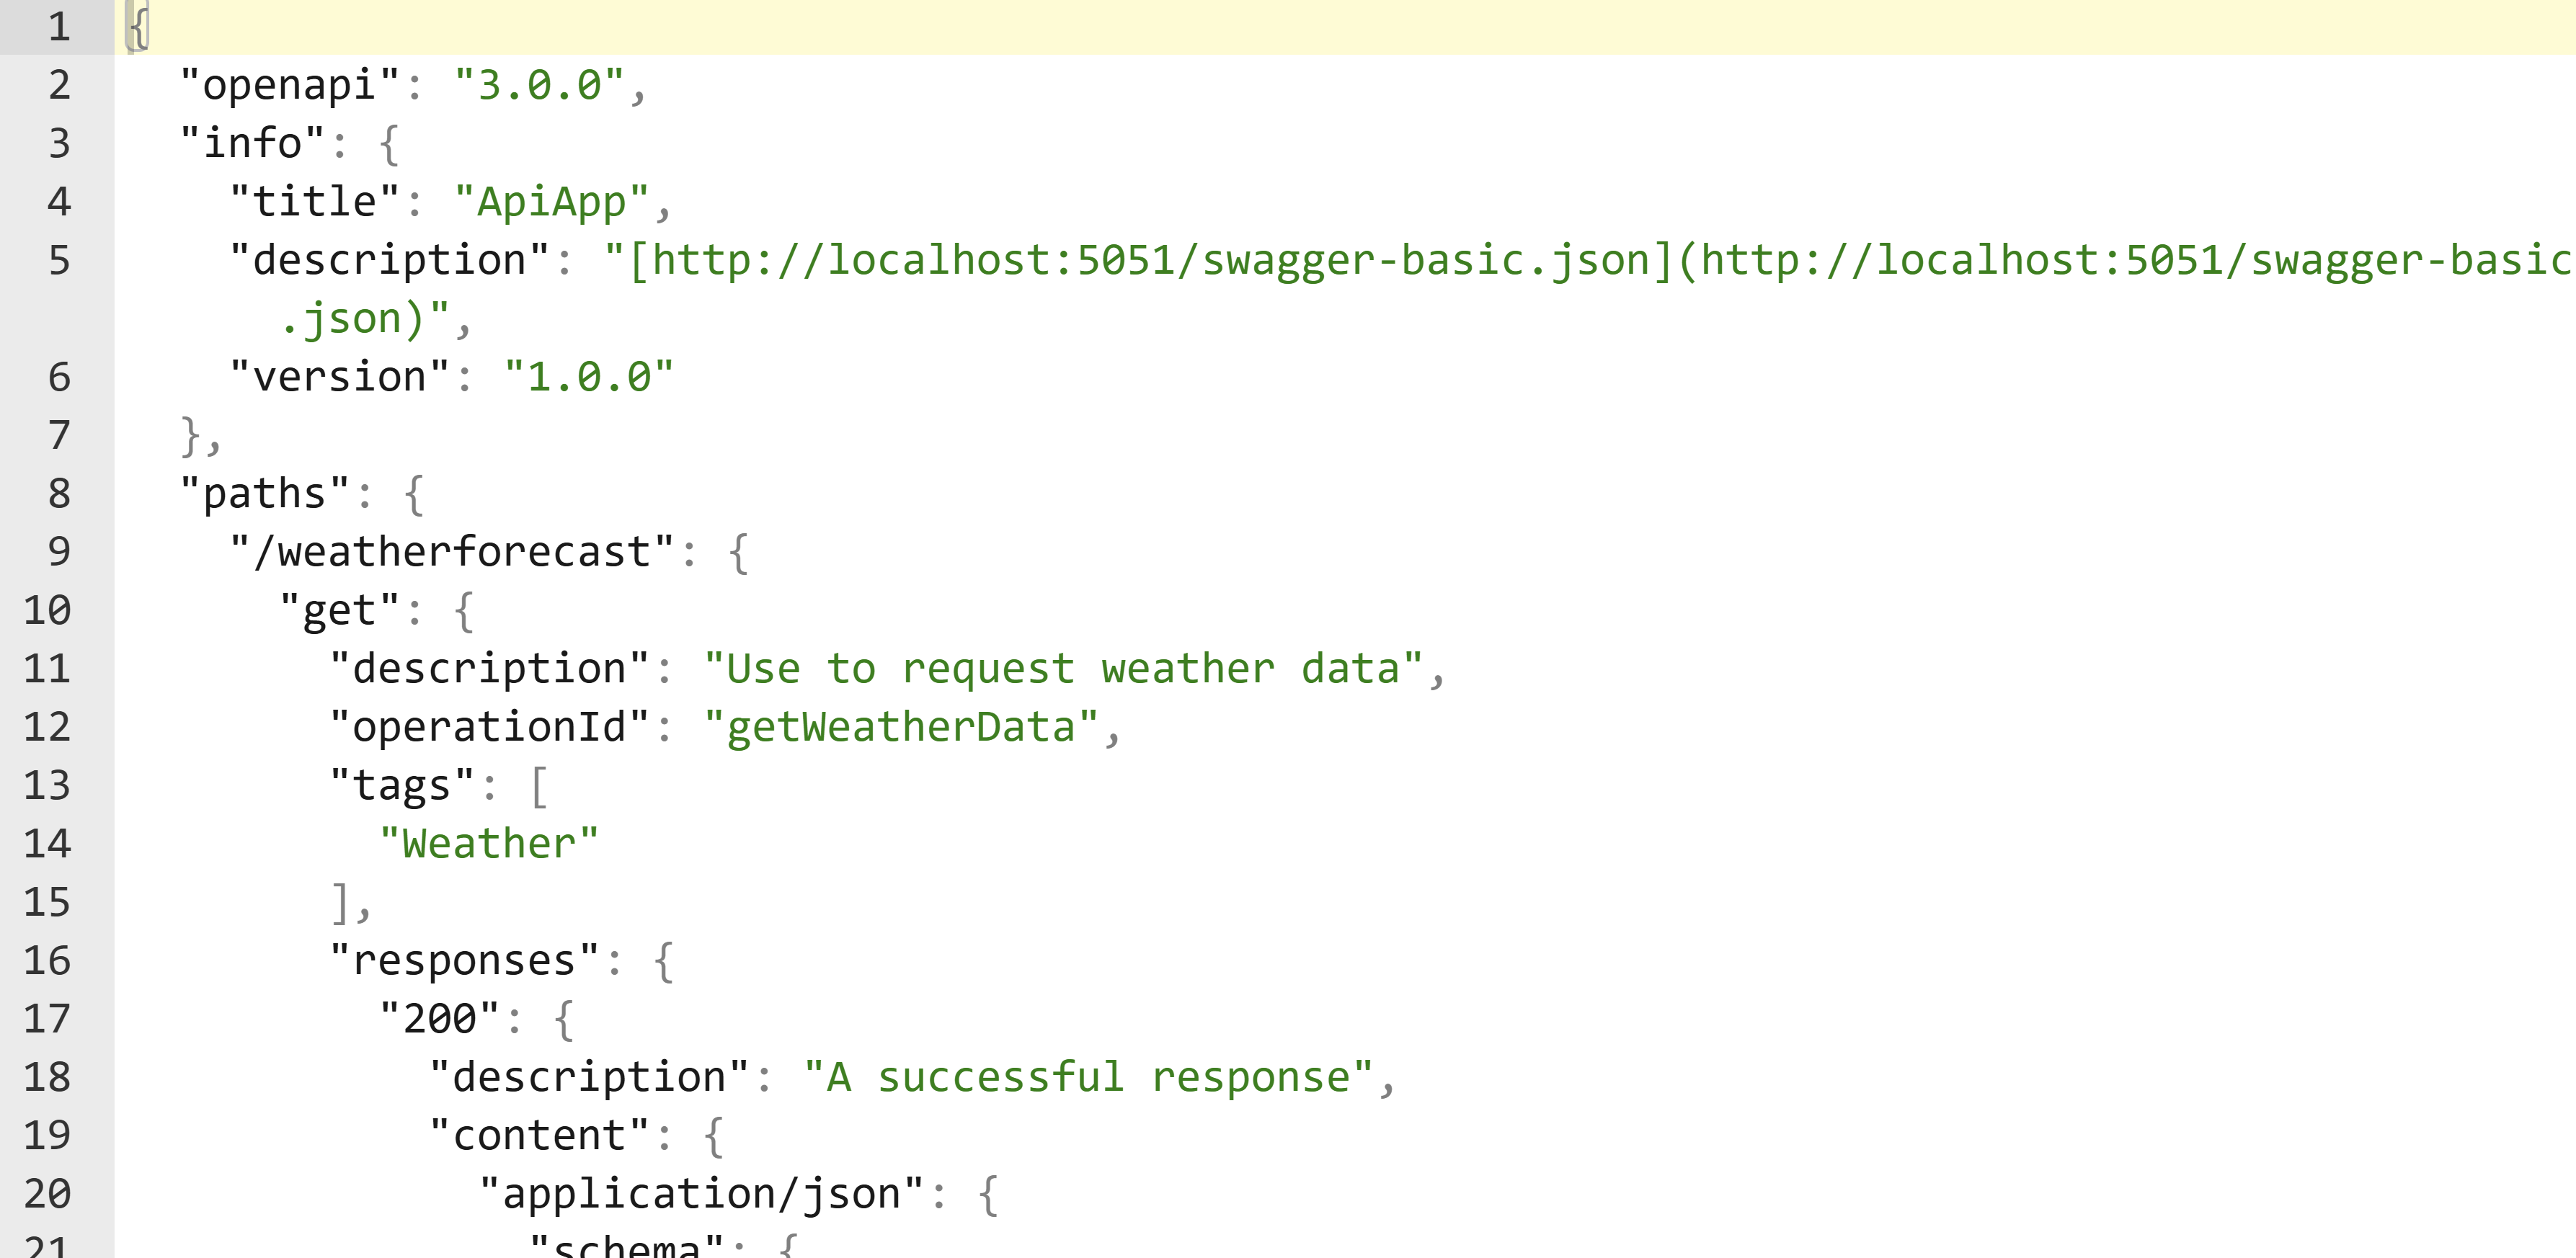 1 {
2 "openapi": "3.0.0",
3 "info": {
4 "title": "ApiApp",
5 "description": "[http://localhost:5051/swagger-basic.json](http://localhost:5051/swagger-basic
.json)",
6 "version": "1.0.0"
7 },
8 "paths": {
9 "/weatherforecast": {
10 "get": {
11 "description": "Use to request weather data",
12 "operationId": "getWeatherData",
13 "tags": [
14 "Weather"
15 ],
16 "responses": {
17 "200": {
18 "description": "A successful response",
19 "content": {
20 "application/json": {
21 "schema": {